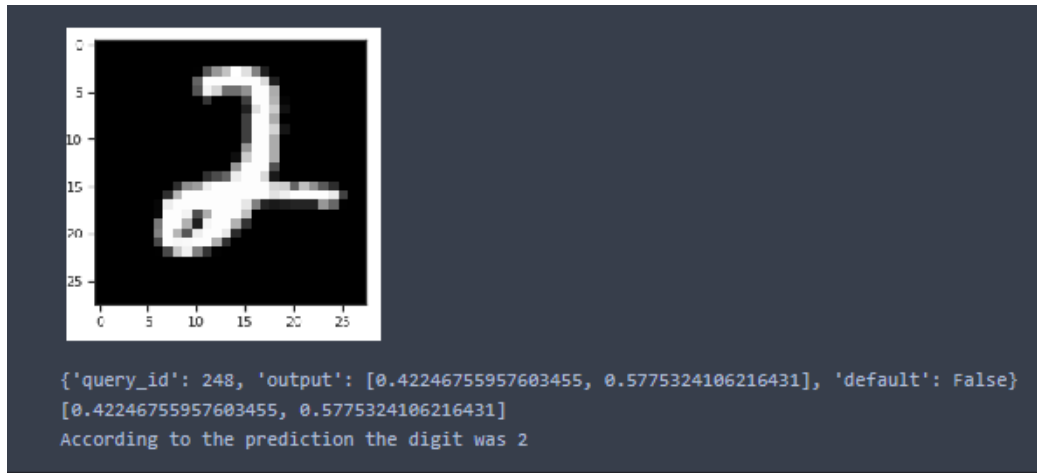 0
5
10
15
20
25
0 5 10 15 20 25
{'query_id': 248, 'output': [0.42246755957603455, 0.5775324106216431], 'default': False}
[0.42246755957603455, 0.5775324106216431]
According to the prediction the digit was 2